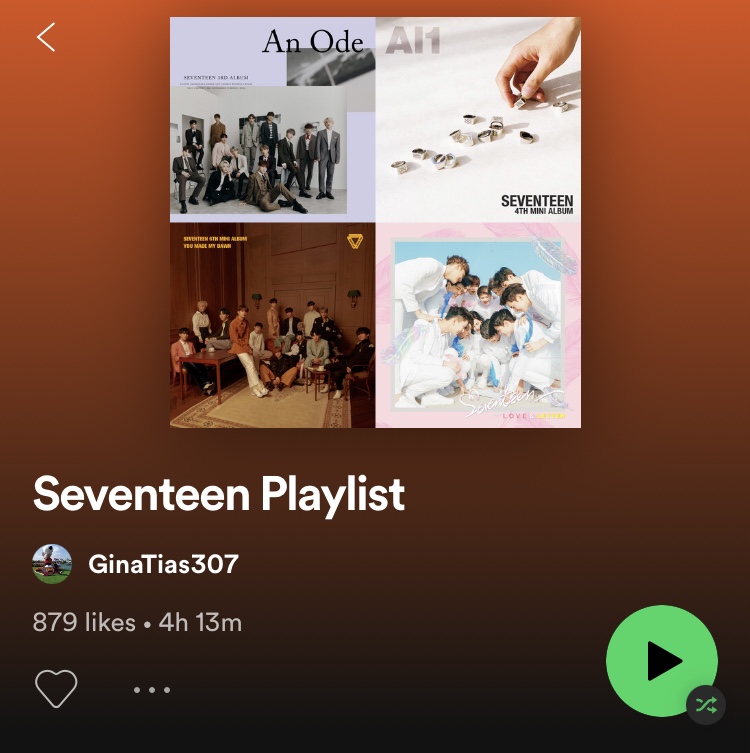 An Ode
SEVENTEEN 3RD ALBUM
Al1
SEVENTEEN
4TH MINI ALBUM
SEVENTEEN 6TH MINI ALBUM
YOU MADE MY DAWN
Seventeen
LOVE &LETTER
Seventeen Playlist
GinaTias307
879 likes • 4h 13m